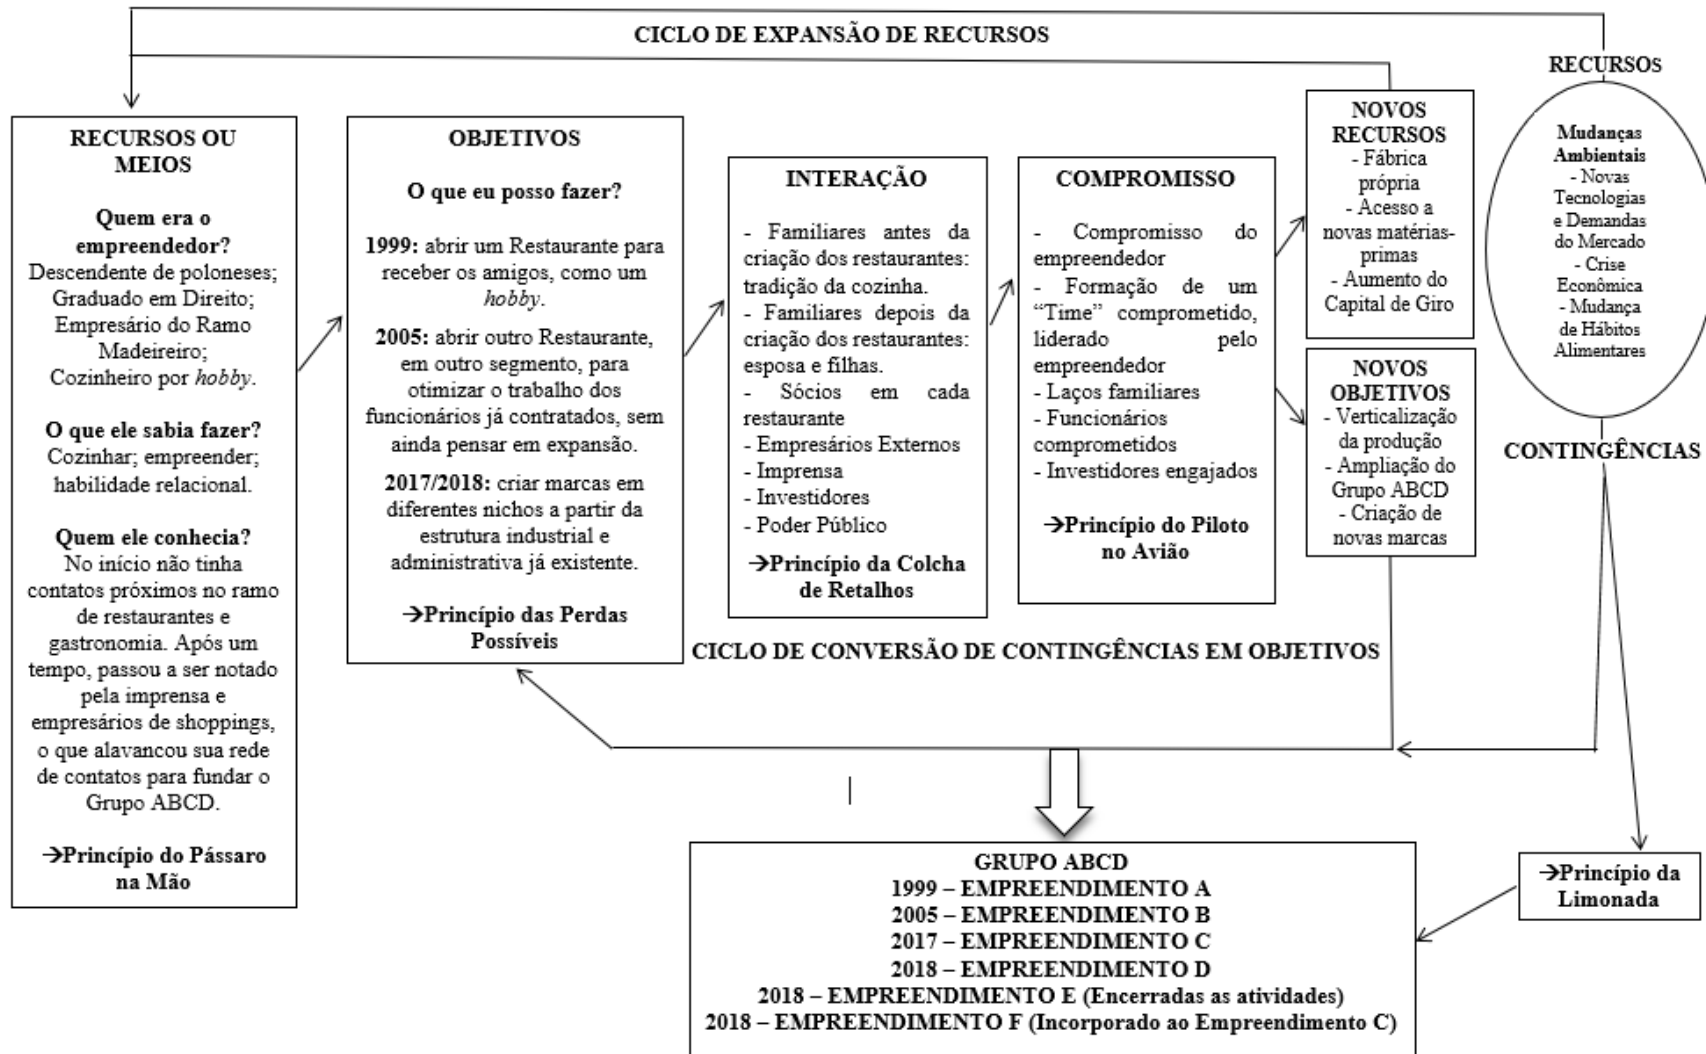 CICLO DE EXPANSÃO DE RECURSOS
RECURSOS OU
MEIOS
Quem era o
empreendedor?
Descendente de poloneses;
Graduado em Direito;
Empresário do Ramo
Madeireiro;
Cozinheiro por hobby.
O que ele sabia fazer?
Cozinhar; empreender;
habilidade relacional.
Quem ele conhecia?
No início não tinha
contatos próximos no ramo
de restaurantes e
gastronomia. Após um
tempo, passou a ser notado
pela imprensa e
empresários de shoppings,
o que alavancou sua rede
de contatos para fundar o
Grupo ABCD.
→Princípio do Pássaro
na Mão
OBJETIVOS
O que eu posso fazer?
1999: abrir um Restaurante para
receber os amigos, como um
hobby.
2005: abrir outro Restaurante,
em outro segmento, para
otimizar o trabalho dos
funcionários já contratados, sem
ainda pensar em expansão.
2017/2018: criar marcas em
diferentes nichos a partir da
estrutura industrial e
administrativa já existente.
→Princípio das Perdas
Possíveis
INTERAÇÃO
- Familiares antes da
criação dos restaurantes:
tradição da cozinha.
- Familiares depois da
criação dos restaurantes:
esposa e filhas.
- Sócios em cada
restaurante
- Empresários Externos
- Imprensa
- Investidores
- Poder Público
→Princípio da Colcha
de Retalhos
COMPROMISSO
- Compromisso do
empreendedor
- Formação de um
“Time” comprometido,
liderado pelo
empreendedor
- Laços familiares
- Funcionários
comprometidos
- Investidores engajados
→Princípio do Piloto
no Avião
NOVOS
RECURSOS
- Fábrica
própria
- Acesso a
novas matérias-
primas
- Aumento do
Capital de Giro
NOVOS
OBJETIVOS
- Verticalização
da produção
- Ampliação do
Grupo ABCD
- Criação de
novas marcas
RECURSOS
Mudanças
Ambientais
- Novas
Tecnologias
e Demandas
do Mercado
- Crise
Econômica
- Mudança
de Hábitos
Alimentares
CONTINGÊNCIAS
CICLO DE CONVERSÃO DE CONTINGÊNCIAS EM OBJETIVOS
→Princípio da
Limonada
GRUPO ABCD
1999 – EMPREENDIMENTO A
2005 – EMPREENDIMENTO B
2017 – EMPREENDIMENTO C
2018 – EMPREENDIMENTO D
2018 – EMPREENDIMENTO E (Encerradas as atividades)
2018 – EMPREENDIMENTO F (Incorporado ao Empreendimento C)